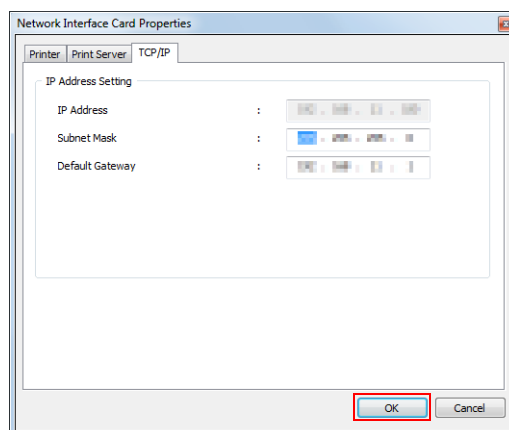 Network Interface Card Properties
Printer Print Server TCP/IP
IP Address Setting
IP Address :
Subnet Mask :
Default Gateway :
OK Cancel